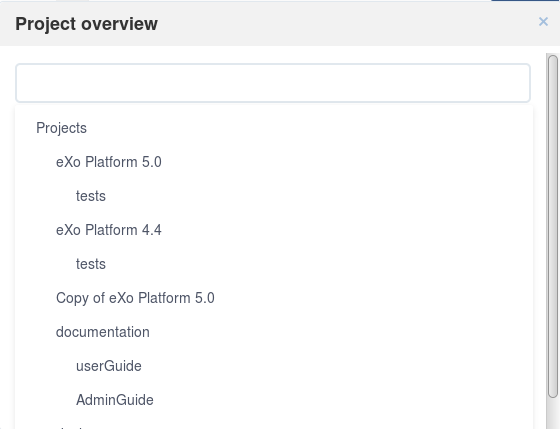 Project overview
×
Projects
eXo Platform 5.0
tests
eXo Platform 4.4
tests
Copy of eXo Platform 5.0
documentation
userGuide
AdminGuide